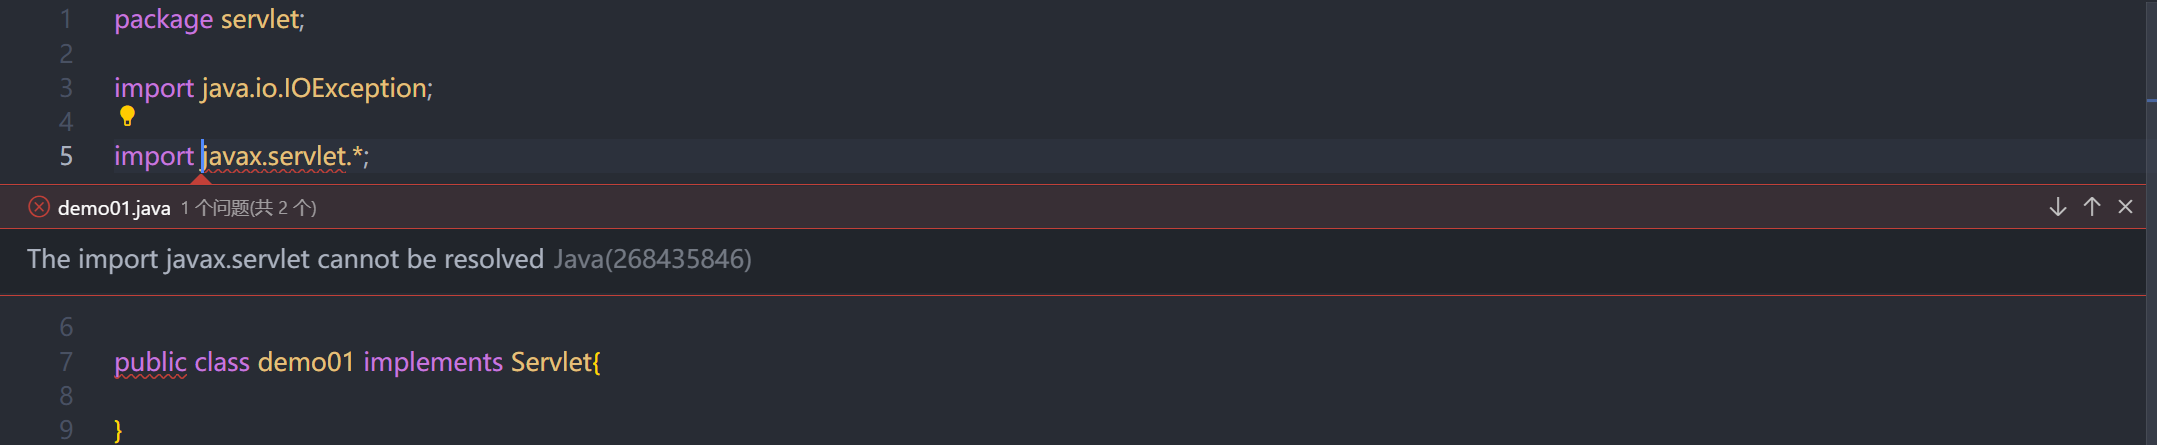 1 package servlet;
2
3 import java.io.IOException;
4
5 import javax.servlet.*;
demo01.java 1 个问题(共 2 个)
The import javax.servlet cannot be resolved Java(268435846)
6
7 public class demo01 implements Servlet{
8
9 }